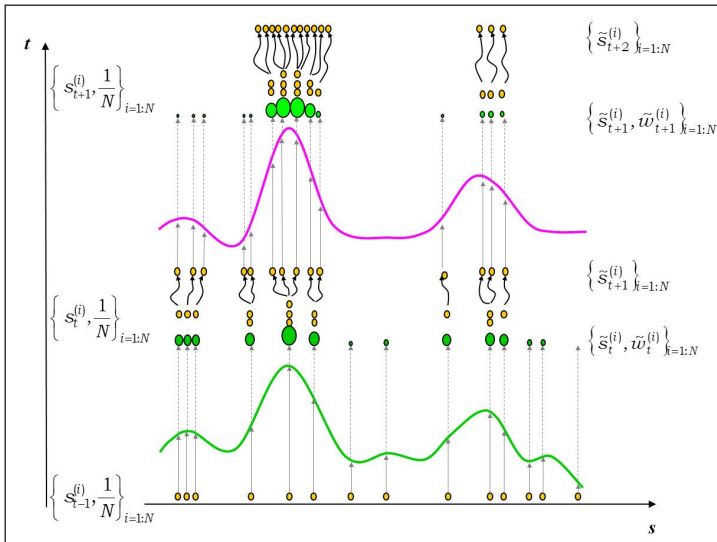 t
{ s̃_{t+2}^{(i)} }_{i=1:N}
{ s_{t+1}^{(i)}, 1/N }_{i=1:N}
{ s̃_{t+1}^{(i)}, w̃_{t+1}^{(i)} }_{i=1:N}
{ s̃_{t+1}^{(i)} }_{i=1:N}
{ s_t^{(i)}, 1/N }_{i=1:N}
{ s̃_t^{(i)}, w̃_t^{(i)} }_{i=1:N}
{ s_{t-1}^{(i)}, 1/N }_{i=1:N}
s